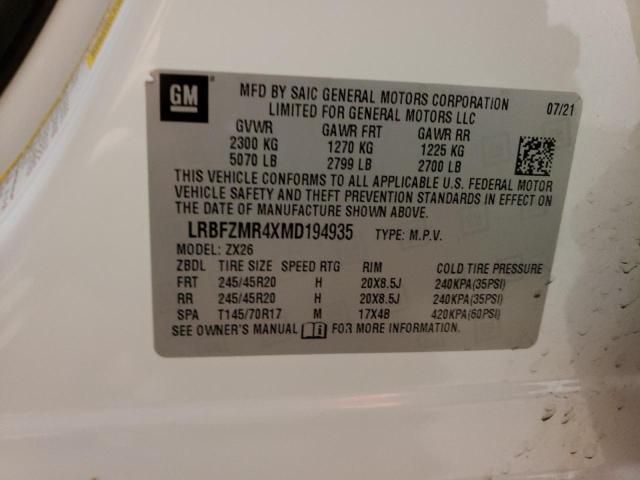 GM
MFD BY SAIC GENERAL MOTORS CORPORATION
LIMITED FOR GENERAL MOTORS LLC
07/21
GVWR GAWR FRT GAWR RR
2300 KG 1270 KG 1225 KG
5070 LB 2799 LB 2700 LB
THIS VEHICLE CONFORMS TO ALL APPLICABLE U.S. FEDERAL MOTOR
VEHICLE SAFETY AND THEFT PREVENTION STANDARDS IN EFFECT ON
THE DATE OF MANUFACTURE SHOWN ABOVE.
LRBFZMR4XMD194935 TYPE: M.P.V.
MODEL: ZX26
ZBDL TIRE SIZE SPEED RTG RIM COLD TIRE PRESSURE
FRT 245/45R20 H 20X8.5J 240KPA(35PSI)
RR 245/45R20 H 20X8.5J 240KPA(35PSI)
SPA T145/70R17 M 17X4B 420KPA(60PSI)
SEE OWNER'S MANUAL FOR MORE INFORMATION.